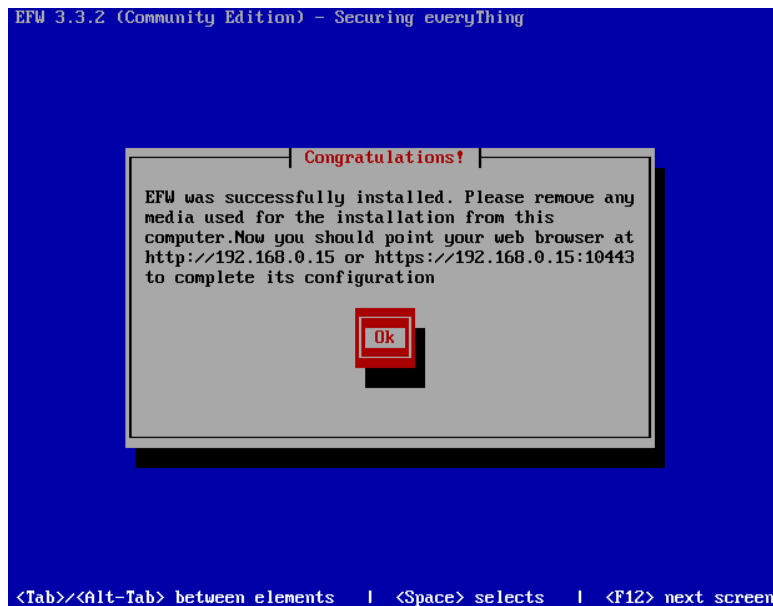 EFW 3.3.2 (Community Edition) - Securing everyThing
Congratulations!
EFW was successfully installed. Please remove any
media used for the installation from this
computer.Now you should point your web browser at
http://192.168.0.15 or https://192.168.0.15:10443
to complete its configuration
Ok
<Tab>/<Alt-Tab> between elements | <Space> selects | <F12> next screen